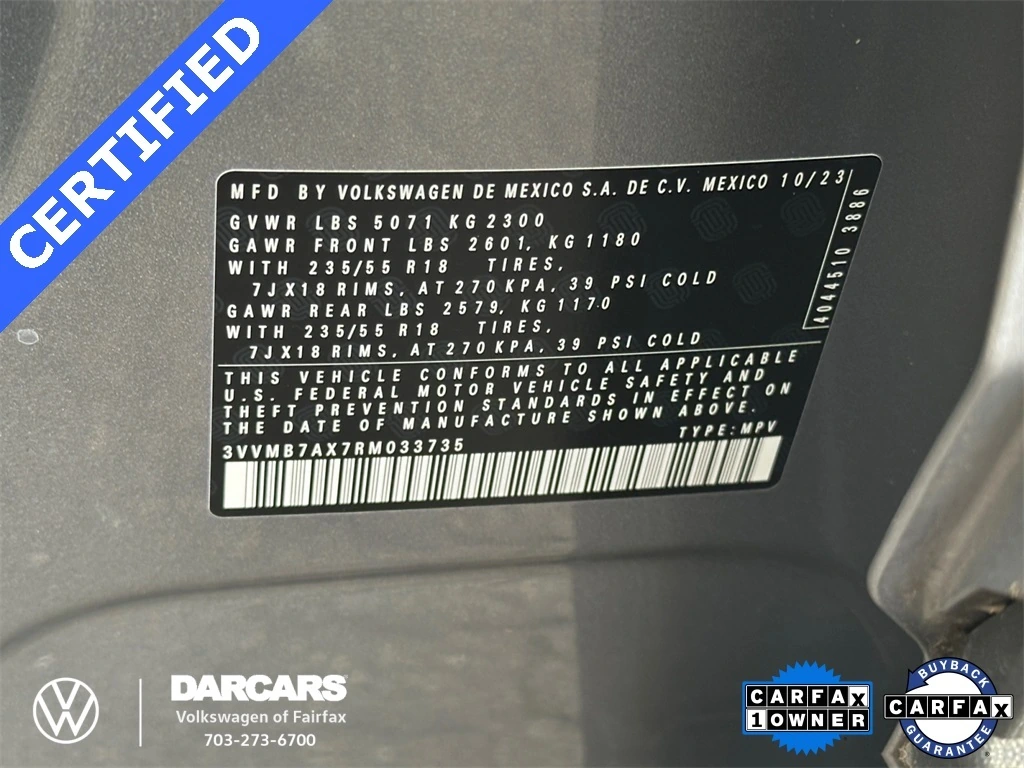 CERTIFIED
MFD BY VOLKSWAGEN DE MEXICO S.A. DE C.V. MEXICO 10/23
GVWR LBS 5071 KG 2300
GAWR FRONT LBS 2601, KG 1180
WITH 235/55 R18 TIRES,
7JX18 RIMS, AT 270 KPA, 39 PSI COLD
GAWR REAR LBS 2579, KG 1170
WITH 235/55 R18 TIRES,
7JX18 RIMS, AT 270 KPA, 39 PSI COLD
4044510 3886
THIS VEHICLE CONFORMS TO ALL APPLICABLE
U.S. FEDERAL MOTOR VEHICLE SAFETY AND
THEFT PREVENTION STANDARDS IN EFFECT ON
THE DATE OF MANUFACTURE SHOWN ABOVE.
3VVMB7AX7RM033735 TYPE: MPV
DARCARS
Volkswagen of Fairfax
703-273-6700
CARFAX
1 OWNER
BUYBACK
CARFAX
GUARANTEE